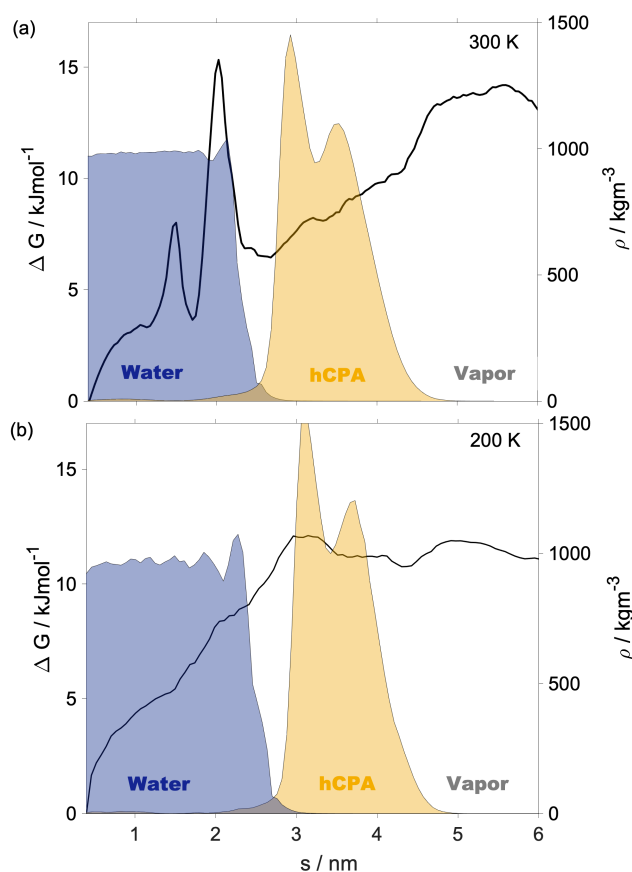 (a)
300 K
15
10
5
0
Δ G / kJmol⁻¹
1500
1000
500
0
ρ / kgm⁻³
Water
hCPA
Vapor
(b)
200 K
15
10
5
0
Δ G / kJmol⁻¹
1500
1000
500
0
ρ / kgm⁻³
Water
hCPA
Vapor
1 2 3 4 5 6
s / nm